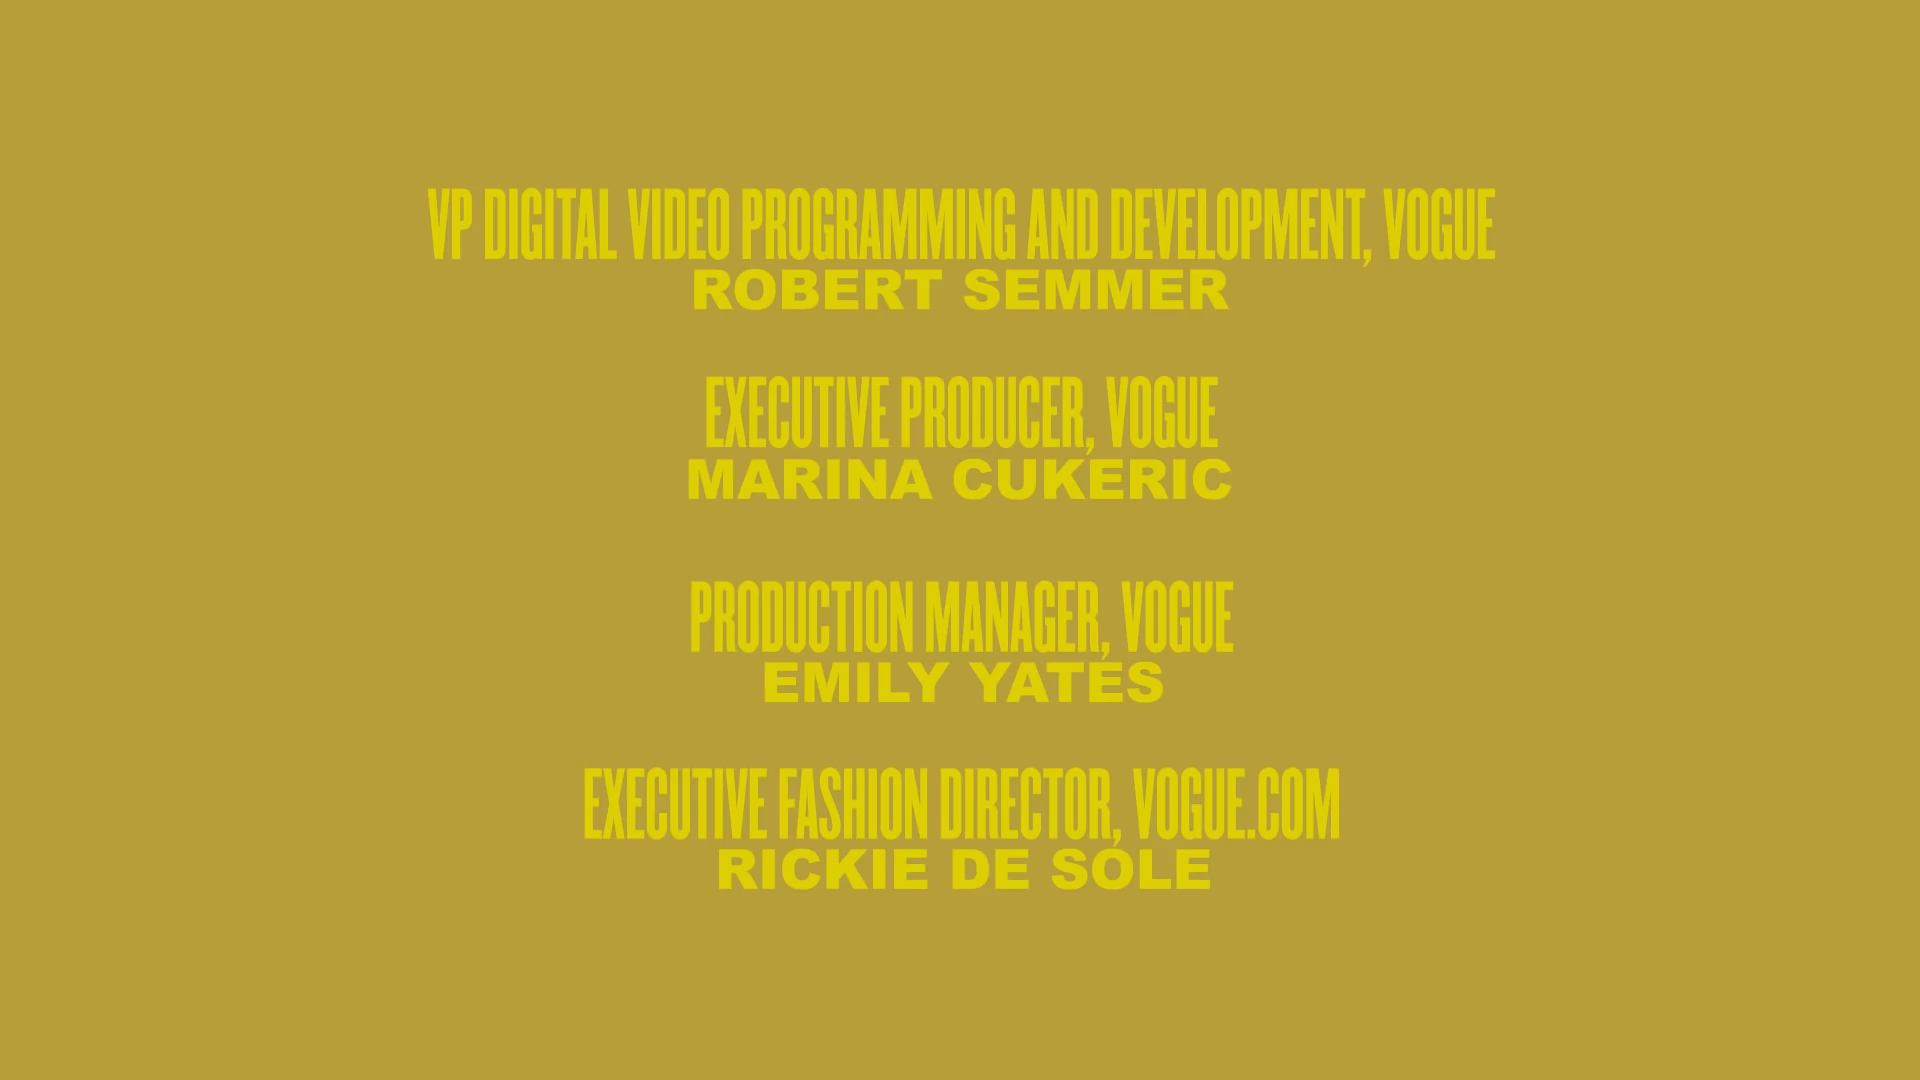 VP DIGITAL VIDEO PROGRAMMING AND DEVELOPMENT, VOGUE
ROBERT SEMMER
EXECUTIVE PRODUCER, VOGUE
MARINA CUKERIC
PRODUCTION MANAGER, VOGUE
EMILY YATES
EXECUTIVE FASHION DIRECTOR, VOGUE.COM
RICKIE DE SOLE